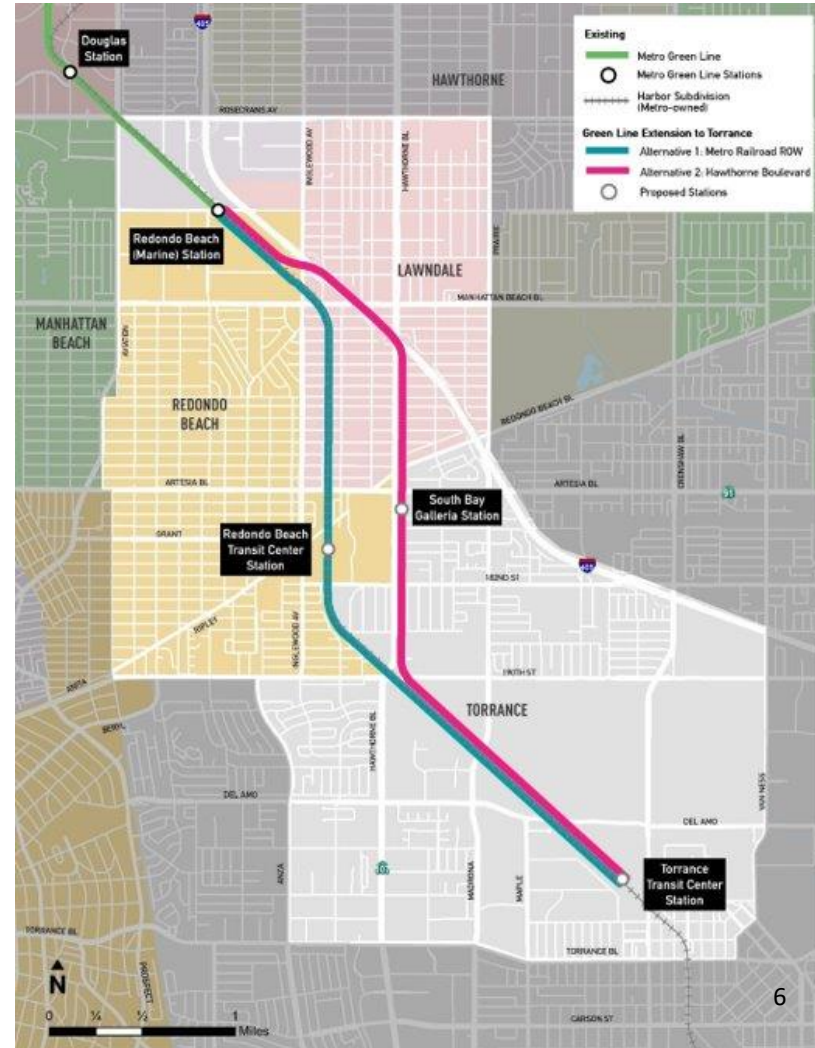 Douglas
Station
405
HAWTHORNE
ROSECRANS AV
INGLEWOOD AV
HAWTHORNE BL
Existing
Metro Green Line
Metro Green Line Stations
Harbor Subdivision
(Metro-owned)
Green Line Extension to Torrance
Alternative 1: Metro Railroad ROW
Alternative 2: Hawthorne Boulevard
Proposed Stations
Redondo Beach
(Marine) Station
PRAIRIE
LAWNDALE
MANHATTAN BEACH BL
MANHATTAN
BEACH
AVIATION
REDONDO
BEACH
REDONDO BEACH BL
CRENSHAW BL
ARTESIA BL
ARTESIA BL
South Bay
Galleria Station
GRANT
Redondo Beach
Transit Center
Station
182ND ST
405
RIPLEY
INGLEWOOD AV
190TH ST
ANITA
BERYL
TORRANCE
HAWTHORNE BL
VAN NESS
DEL AMO
DEL AMO
ANZA
MADRONA
MAPLE
Torrance
Transit Center
Station
TORRANCE BL
TORRANCE BL
PROSPECT
N
0 ¼ ½ 1
Miles
CARSON ST
6